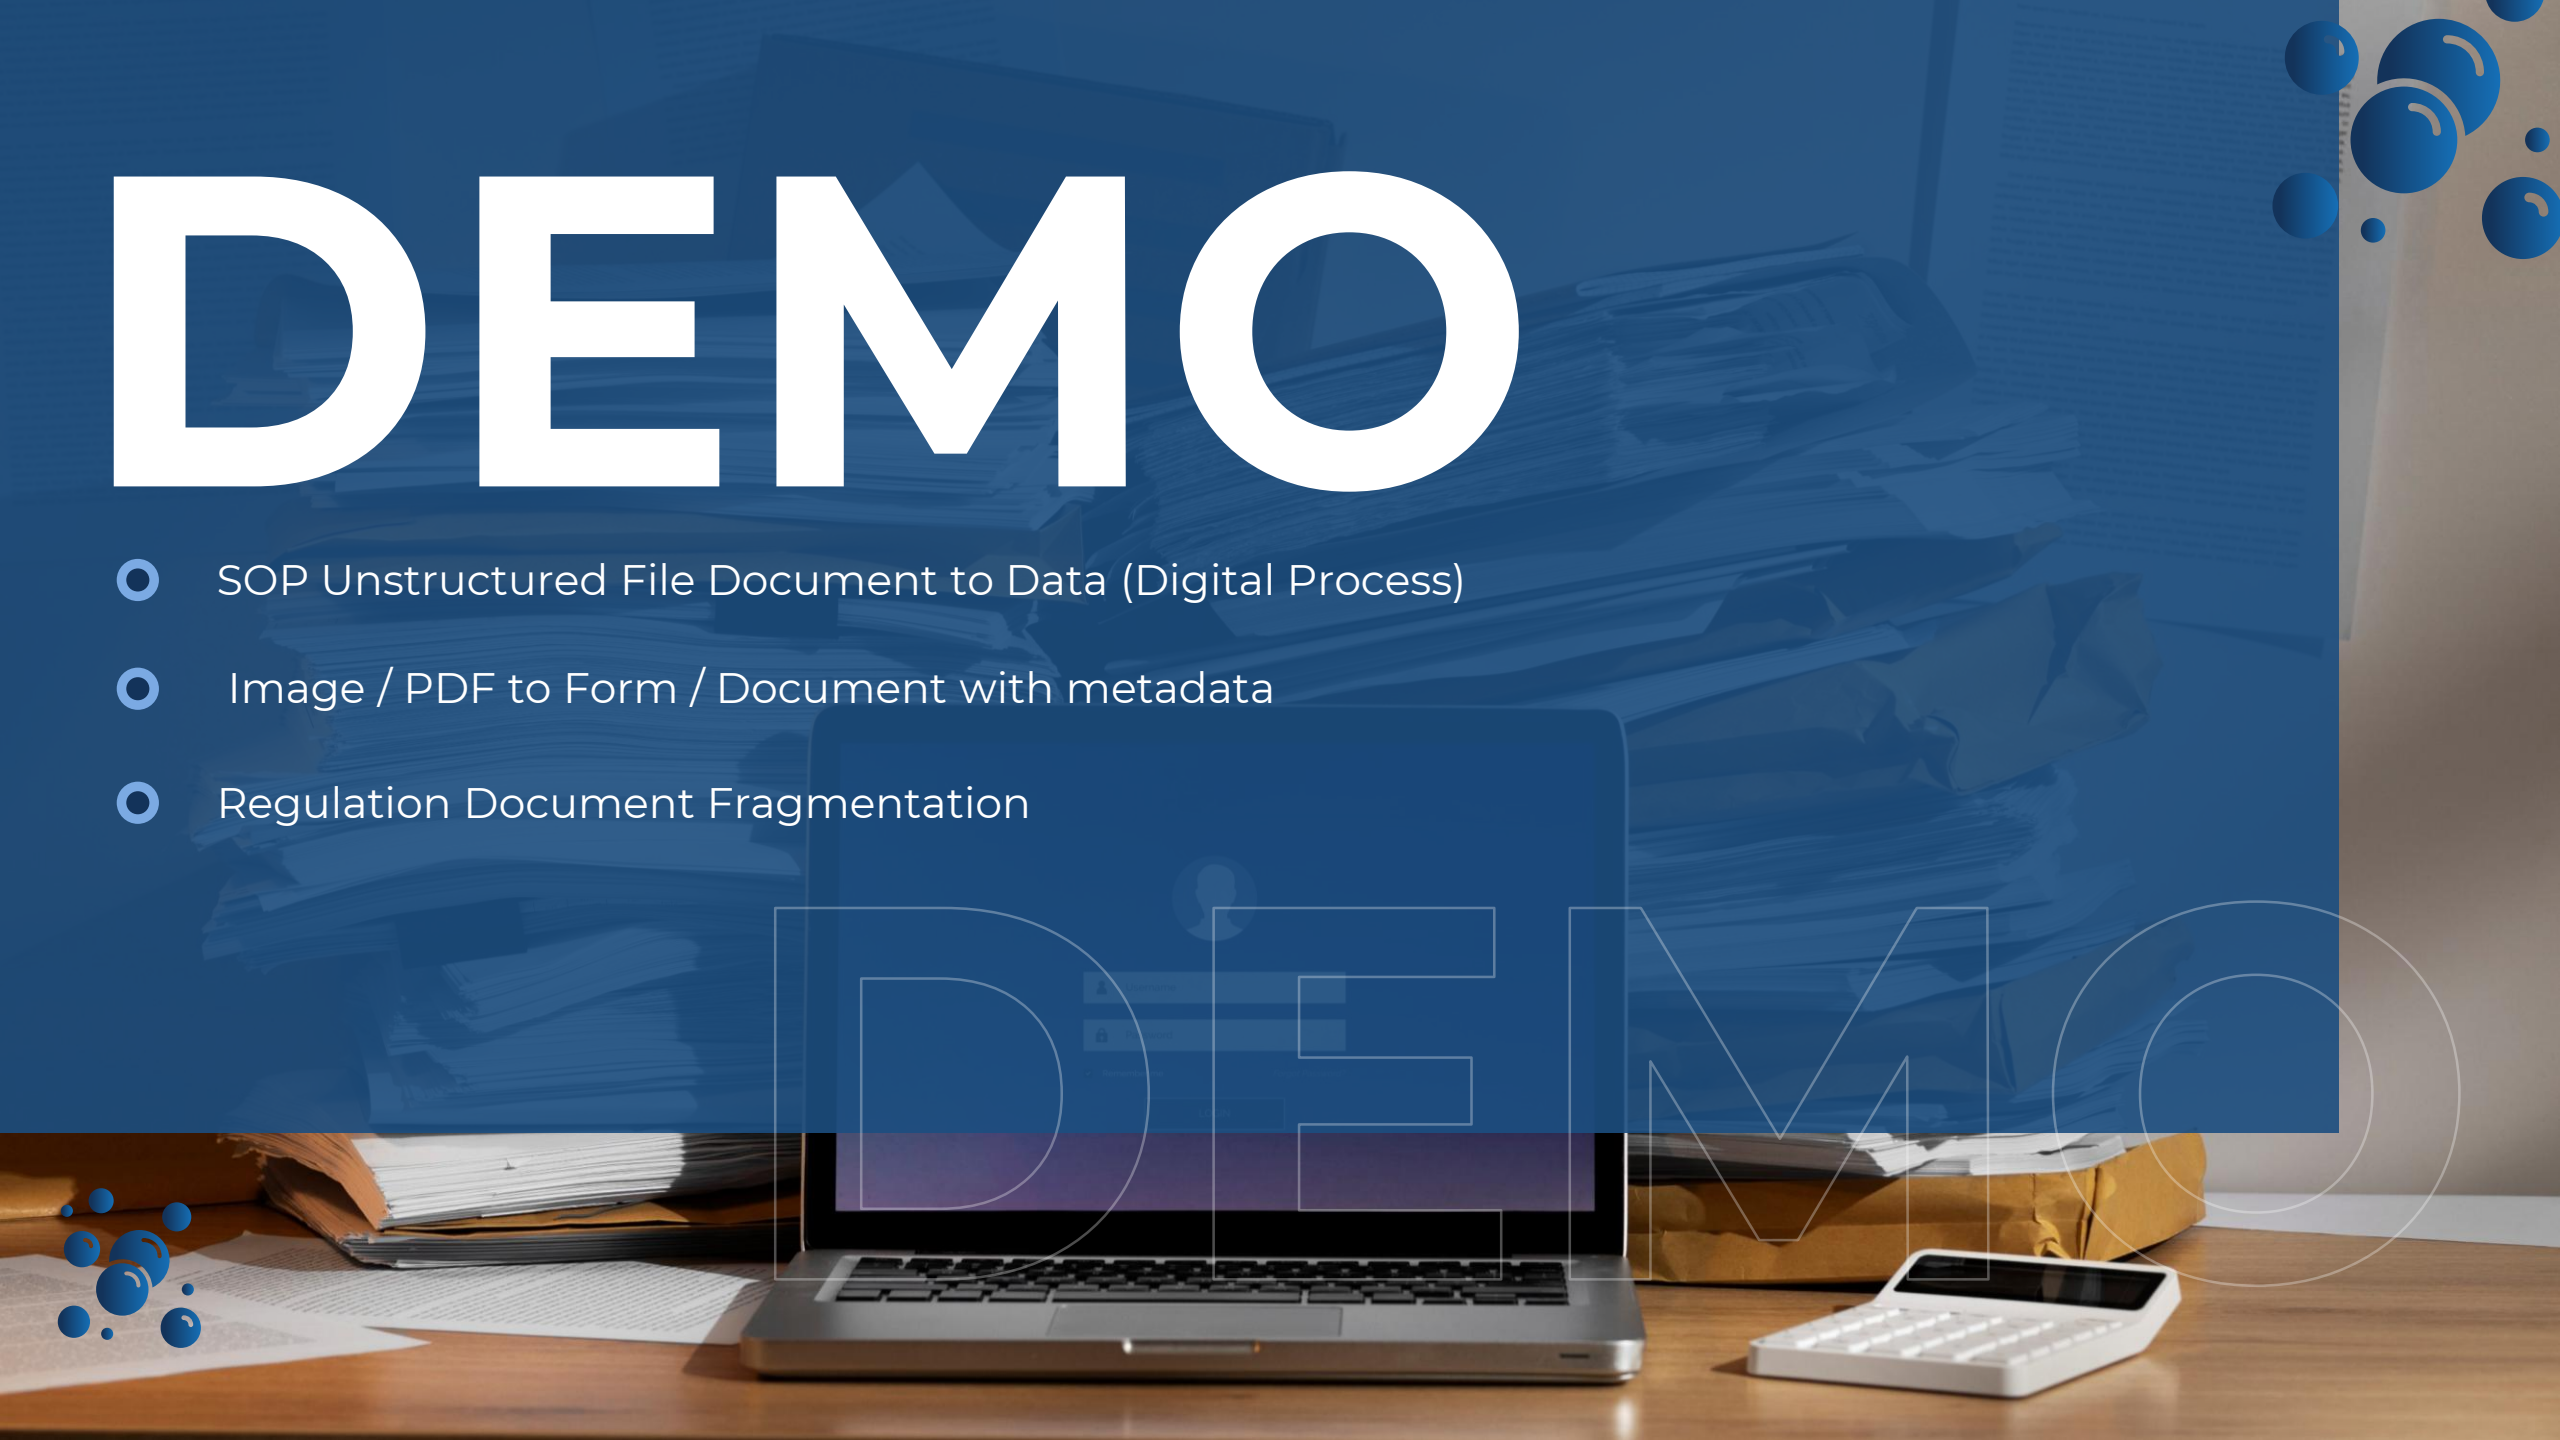 DEMO
SOP Unstructured File Document to Data (Digital Process)
Image / PDF to Form / Document with metadata
Regulation Document Fragmentation
DEMO